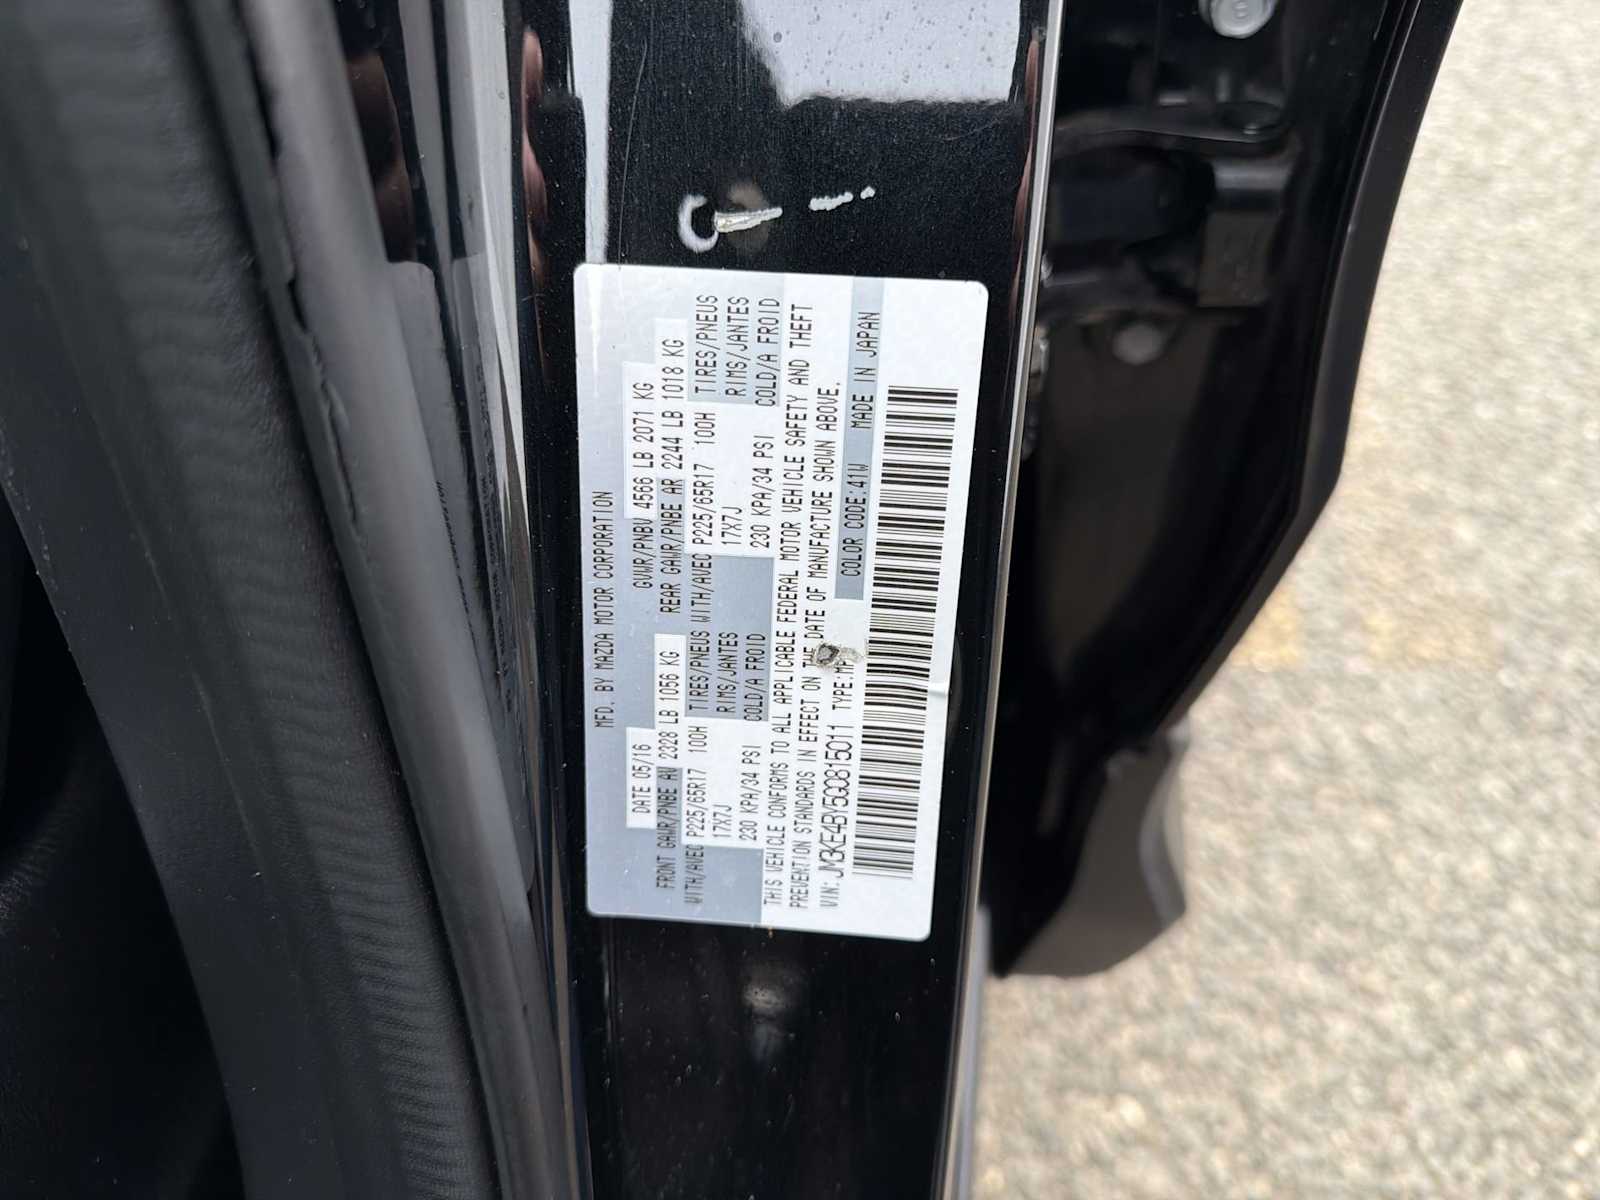 MFD. BY MAZDA MOTOR CORPORATION
DATE 05/16 GVWR/PNBV 4566 LB 2071 KG
FRONT GAWR/PNBE AV 2328 LB 1056 KG REAR GAWR/PNBE AR 2244 LB 1018 KG
WITH/AVEC P225/65R17 100H TIRES/PNEUS WITH/AVEC P225/65R17 100H TIRES/PNEUS
17X7J RIMS/JANTES 17X7J RIMS/JANTES
230 KPA/34 PSI COLD/A FROID 230 KPA/34 PSI COLD/A FROID
THIS VEHICLE CONFORMS TO ALL APPLICABLE FEDERAL MOTOR VEHICLE SAFETY AND THEFT
PREVENTION STANDARDS IN EFFECT ON THE DATE OF MANUFACTURE SHOWN ABOVE.
VIN: JM3KE4BY5G0815011 TYPE: COLOR CODE:41W MADE IN JAPAN